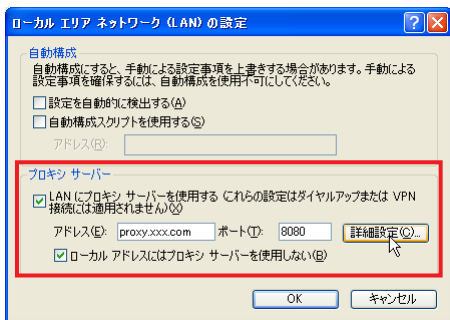 ローカル エリア ネットワーク (LAN) の設定
自動構成
自動構成にすると、手動による設定事項を上書きする場合があります。手動による
設定事項を確保するには、自動構成を使用不可にしてください。
設定を自動的に検出する(A)
自動構成スクリプトを使用する(S)
アドレス(R):
プロキシ サーバー
LAN にプロキシ サーバーを使用する (これらの設定はダイヤルアップまたは VPN
接続には適用されません)(X)
アドレス(E): proxy.xxx.com ポート(T): 8080 詳細設定(C)...
ローカル アドレスにはプロキシ サーバーを使用しない(B)
OK キャンセル